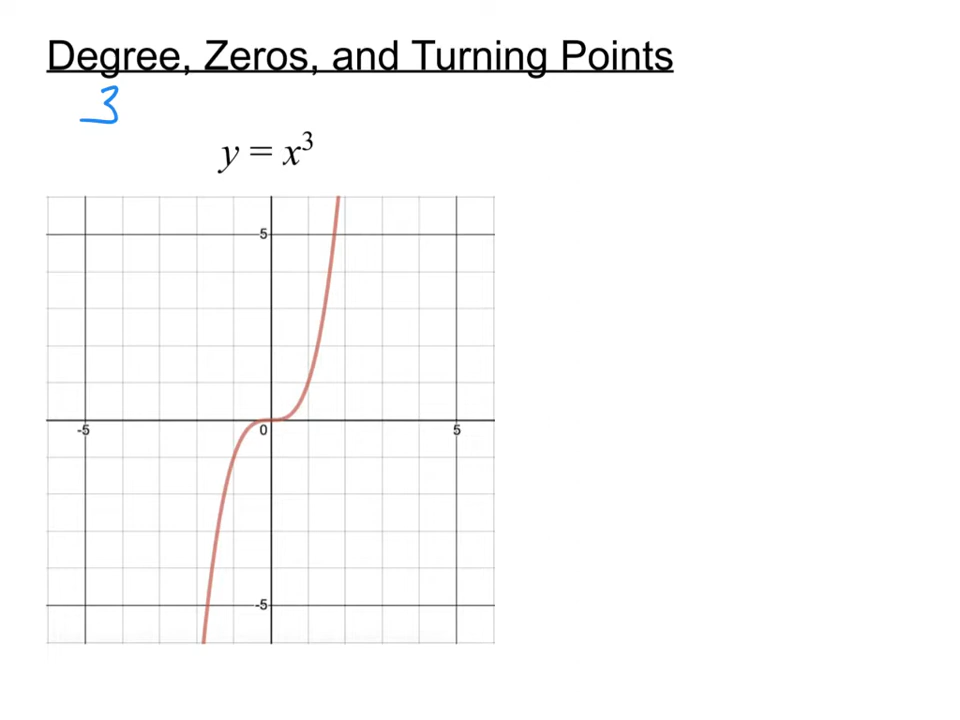 Degree, Zeros, and Turning Points
3
y = x³
5
-5 0 5
-5